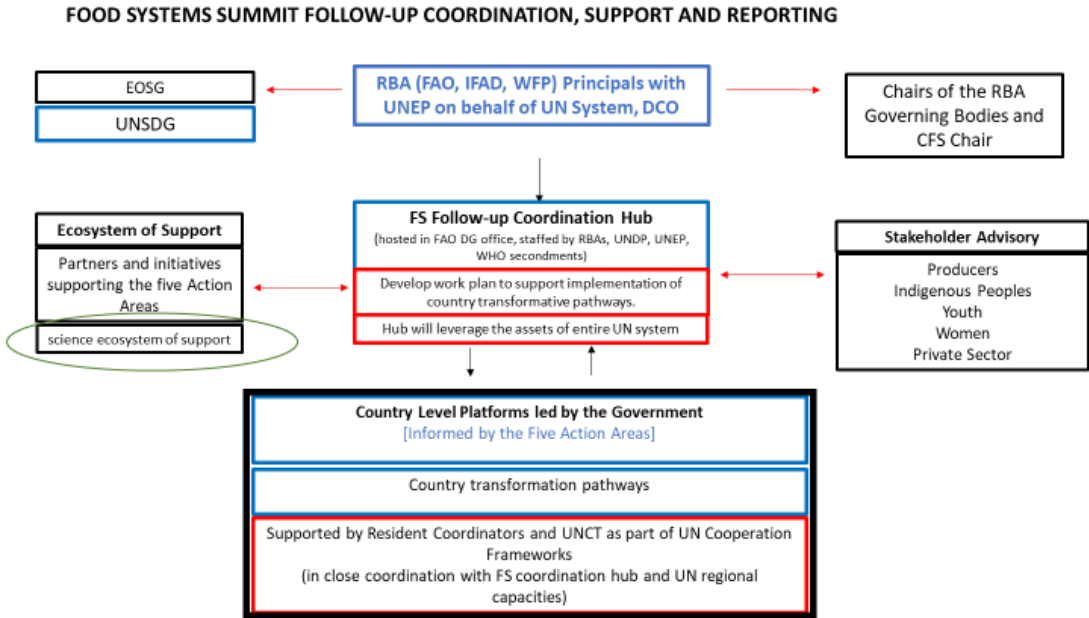 FOOD SYSTEMS SUMMIT FOLLOW-UP COORDINATION, SUPPORT AND REPORTING
EOSG
UNSDG
RBA (FAO, IFAD, WFP) Principals with
UNEP on behalf of UN System, DCO
Chairs of the RBA
Governing Bodies and
CFS Chair
Ecosystem of Support
Partners and initiatives
supporting the five Action
Areas
science ecosystem of support
FS Follow-up Coordination Hub
(hosted in FAO DG office, staffed by RBAs, UNDP, UNEP,
WHO secondments)
Develop work plan to support implementation of
country transformative pathways.
Hub will leverage the assets of entire UN system
Stakeholder Advisory
Producers
Indigenous Peoples
Youth
Women
Private Sector
Country Level Platforms led by the Government
[Informed by the Five Action Areas]
Country transformation pathways
Supported by Resident Coordinators and UNCT as part of UN Cooperation
Frameworks
(in close coordination with FS coordination hub and UN regional
capacities)